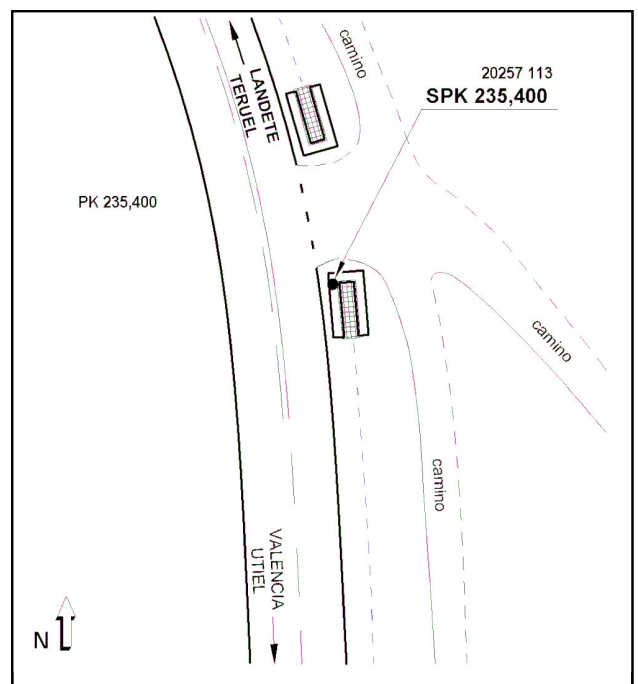 camino
LANDETE
TERUEL
20257 113
SPK 235,400
PK 235,400
camino
camino
VALENCIA
UTIEL
N